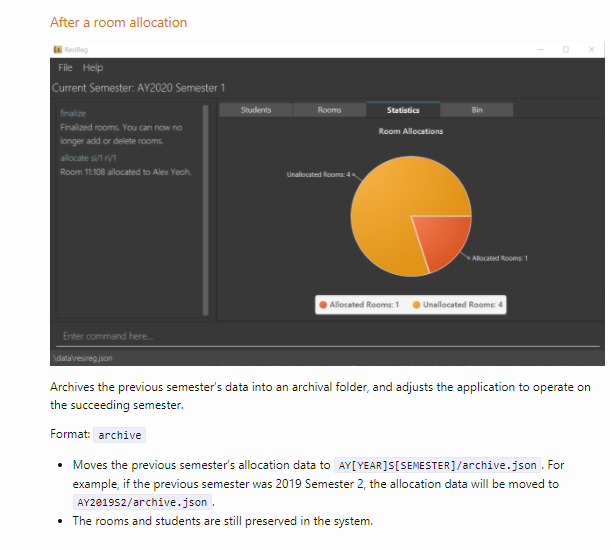 After a room allocation
ResReg
File Help
Current Semester: AY2020 Semester 1
finalize
Finalized rooms. You can now no
longer add or delete rooms.
allocate si/1 ri/1
Room 11:108 allocated to Alex Yeoh.
Students Rooms Statistics Bin
Room Allocations
Unallocated Rooms: 4
Allocated Rooms: 1
Allocated Rooms: 1 Unallocated Rooms: 4
Enter command here...
\data\resireg.json
Archives the previous semester's data into an archival folder, and adjusts the application to operate on
the succeeding semester.
Format: archive
• Moves the previous semester's allocation data to AY[YEAR]S[SEMESTER]/archive.json. For
example, if the previous semester was 2019 Semester 2, the allocation data will be moved to
AY2019S2/archive.json.
• The rooms and students are still preserved in the system.